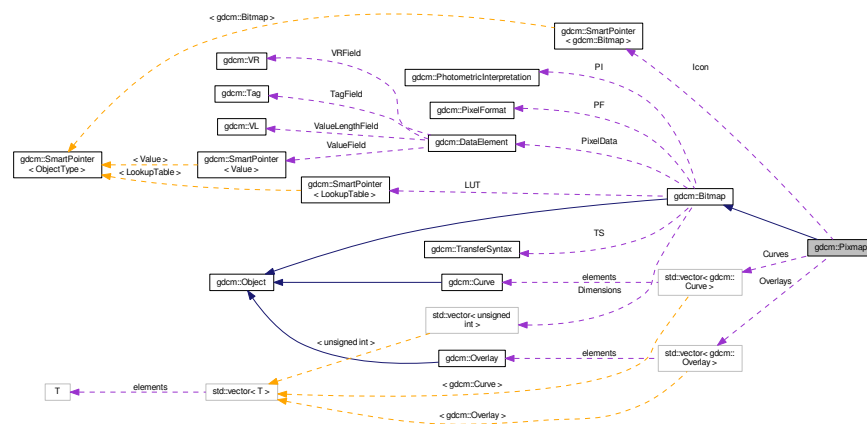 < gdcm::Bitmap >
gdcm::SmartPointer
< gdcm::Bitmap >
gdcm::VR
VRField
PI
Icon
gdcm::PhotometricInterpretation
gdcm::Tag
TagField
PF
gdcm::PixelFormat
gdcm::VL
ValueLengthField
PixelData
gdcm::DataElement
ValueField
gdcm::SmartPointer
< ObjectType >
< Value >
gdcm::SmartPointer
< Value >
< LookupTable >
gdcm::SmartPointer
< LookupTable >
LUT
gdcm::Bitmap
TS
gdcm::TransferSyntax
gdcm::Pixmap
Curves
gdcm::Object
gdcm::Curve
elements
std::vector< gdcm::
Curve >
Overlays
Dimensions
std::vector< unsigned
int >
< unsigned int >
gdcm::Overlay
elements
std::vector< gdcm::
Overlay >
T
elements
std::vector< T >
< gdcm::Curve >
< gdcm::Overlay >